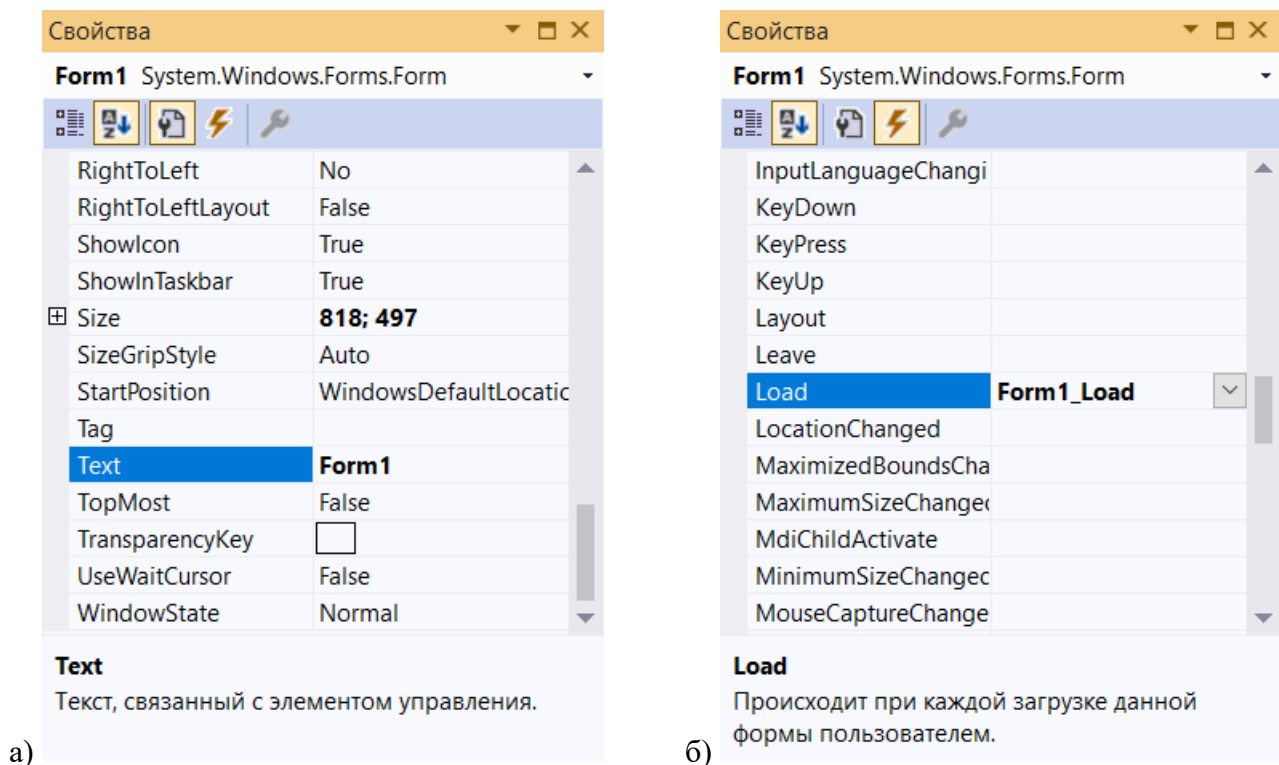 Свойства
Form1 System.Windows.Forms.Form
RightToLeft No
RightToLeftLayout False
ShowIcon True
ShowInTaskbar True
Size 818; 497
SizeGripStyle Auto
StartPosition WindowsDefaultLocatic
Tag
Text Form1
TopMost False
TransparencyKey
UseWaitCursor False
WindowState Normal
Text
Текст, связанный с элементом управления.
а)
Свойства
Form1 System.Windows.Forms.Form
InputLanguageChangi
KeyDown
KeyPress
KeyUp
Layout
Leave
Load Form1_Load
LocationChanged
MaximizedBoundsCha
MaximumSizeChanged
MdiChildActivate
MinimumSizeChanged
MouseCaptureChange
Load
Происходит при каждой загрузке данной
формы пользователем.
б)